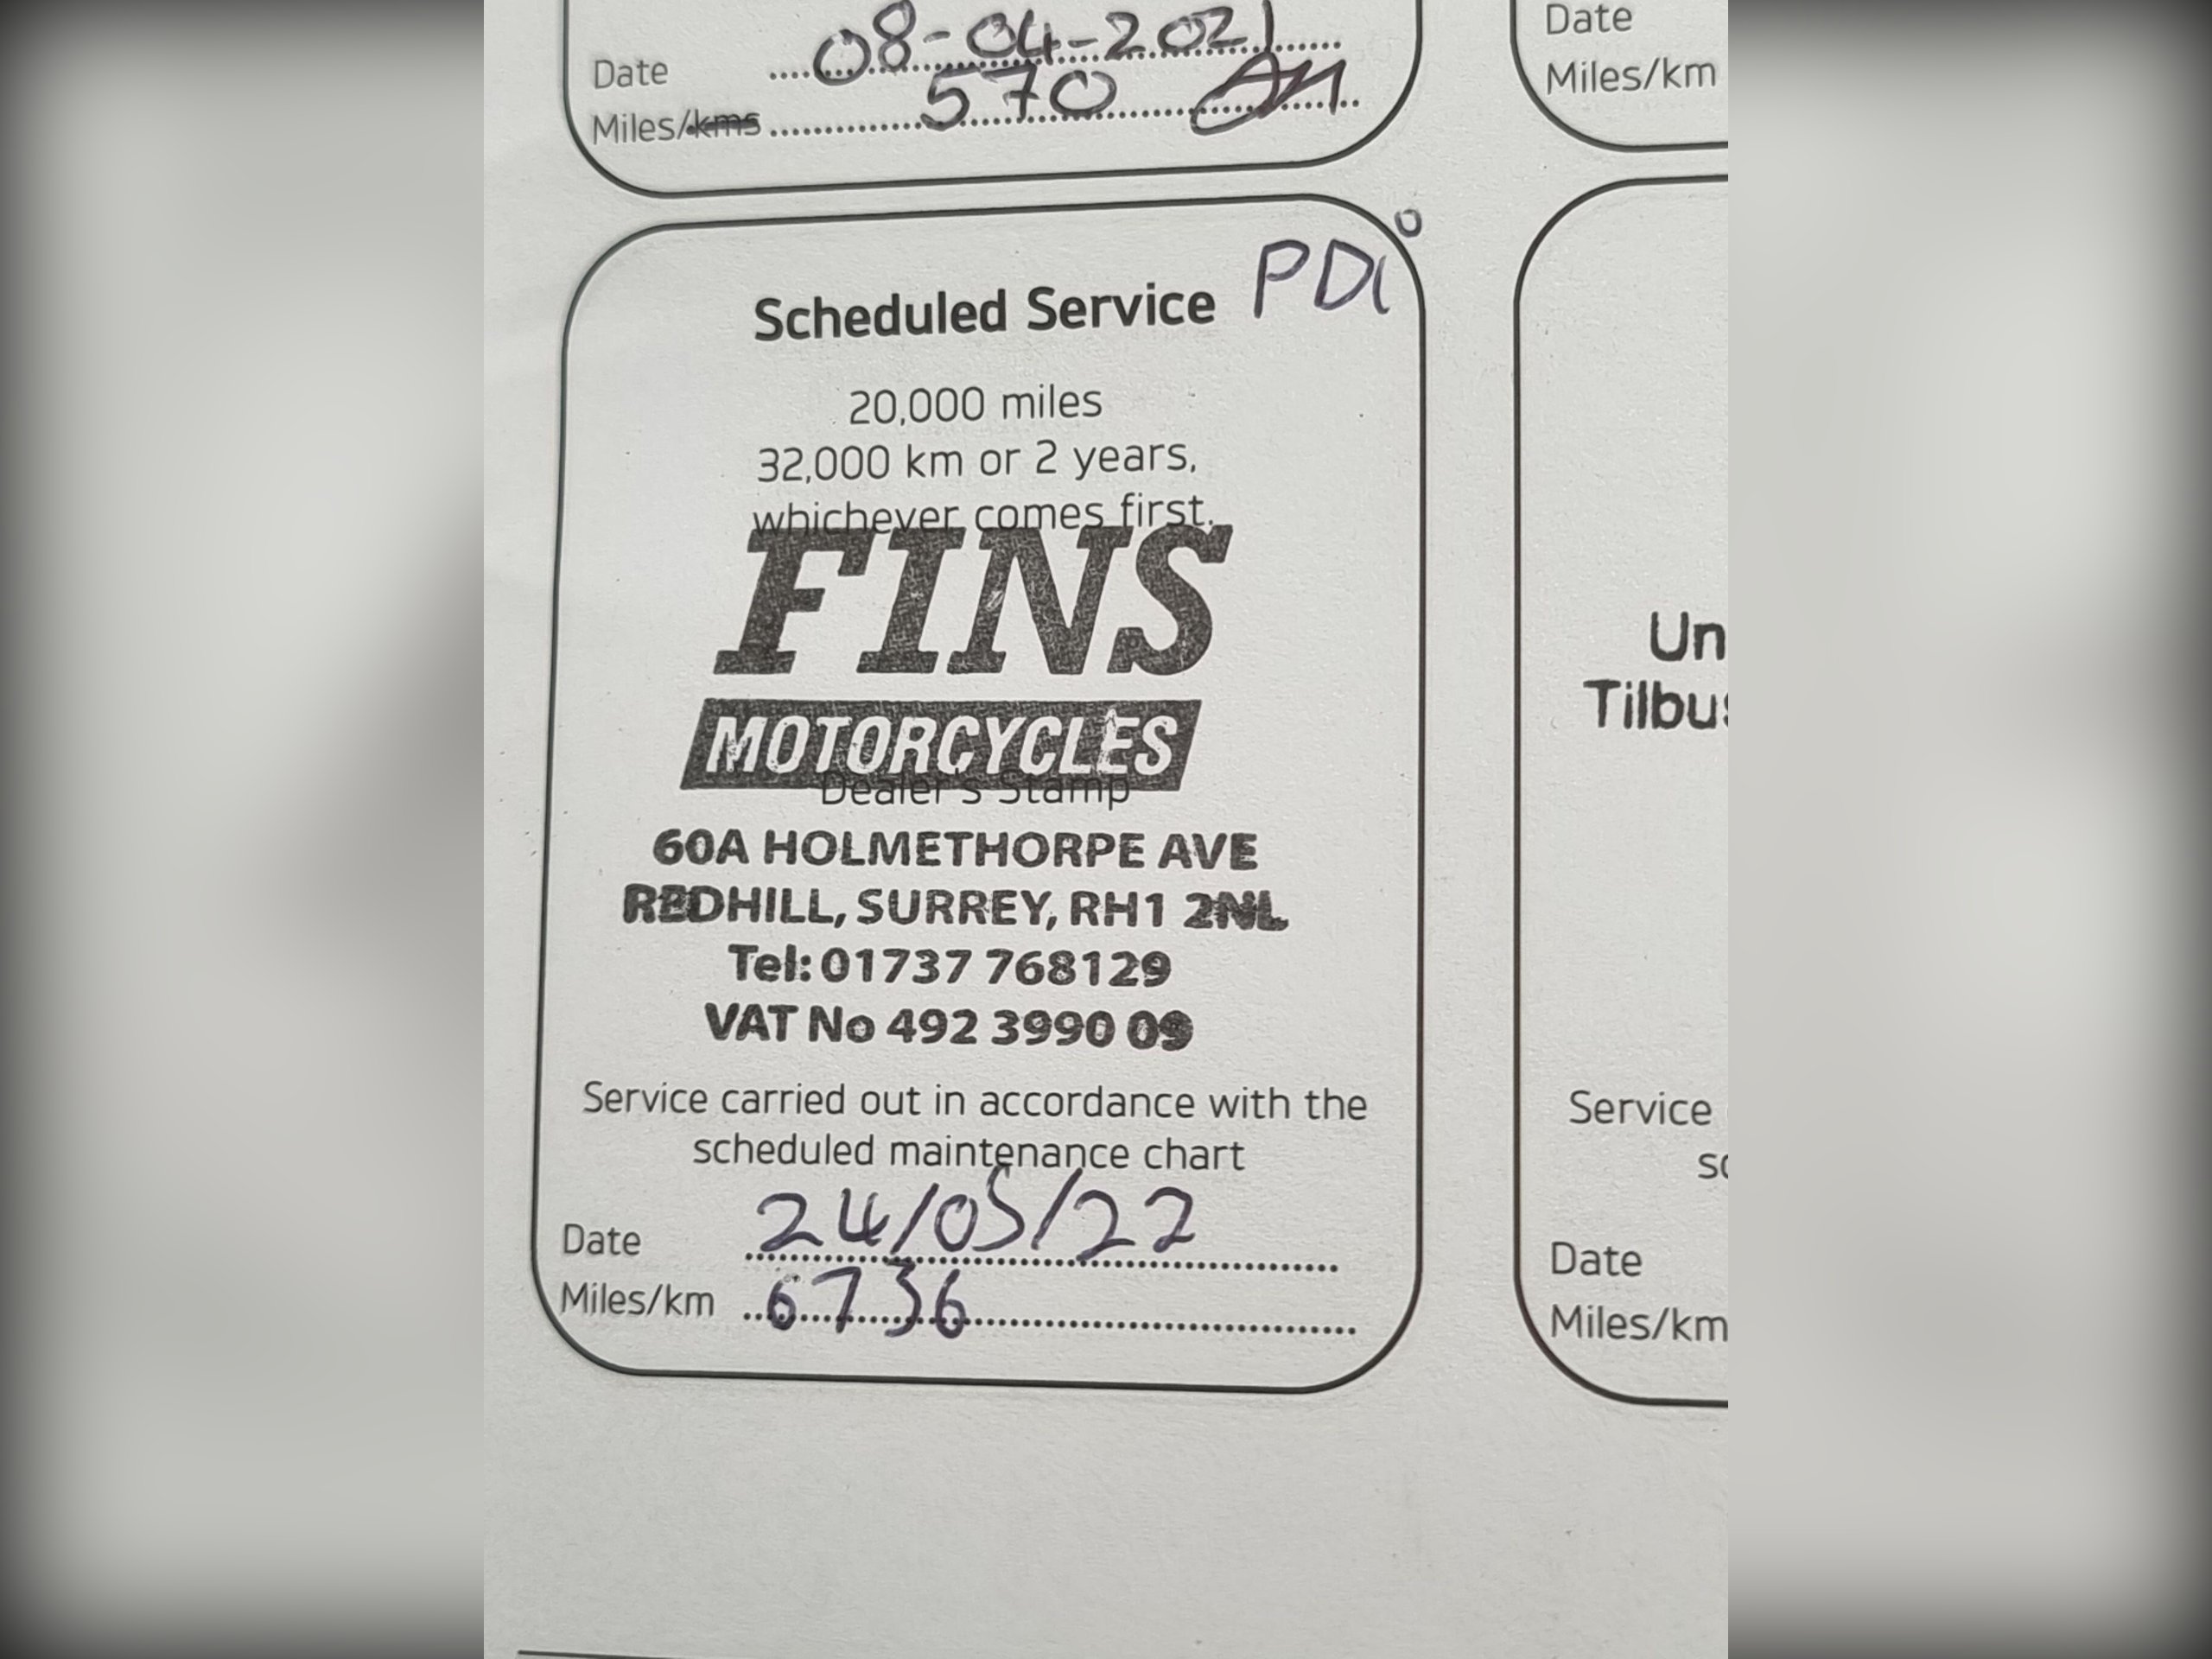 Date 08-04-2021
Miles/kms 570
Date
Miles/km
Scheduled Service PDI
20,000 miles
32,000 km or 2 years,
whichever comes first.
FINS
MOTORCYCLES
Dealer's Stamp
60A HOLMETHORPE AVE
REDHILL, SURREY, RH1 2NL
Tel: 01737 768129
VAT No 492 3990 09
Service carried out in accordance with the
scheduled maintenance chart
Date 24/05/22
Miles/km 6736
Un
Tilbu
Service
Date
Miles/km